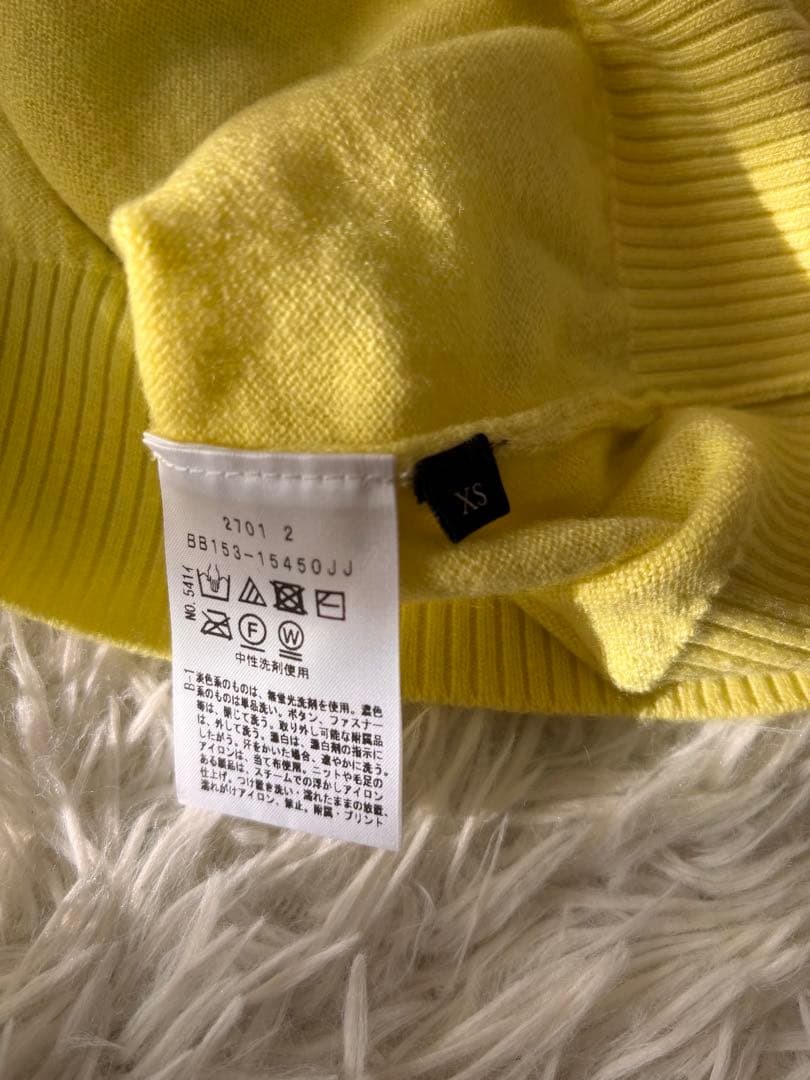 2701 2
BB153-15450JJ
NO. 5414
F
W
中性洗剤使用
B-1
淡色系のものは、無蛍光洗剤を使用。濃色
系のものは単品洗い。ボタン、ファスナー
等は、閉じて洗う。取り外し可能な附属品
は、外して洗う。漂白は、漂白剤の指示に
したがう。汗をかいた場合、速やかに洗う。
アイロンは、当て布使用。ニットや毛足の
ある製品は、スチームでの浮かしアイロン
仕上げ。つけ置き洗い・濡れたままの放置、
濡れがけアイロン、禁止。附属・プリント
XS